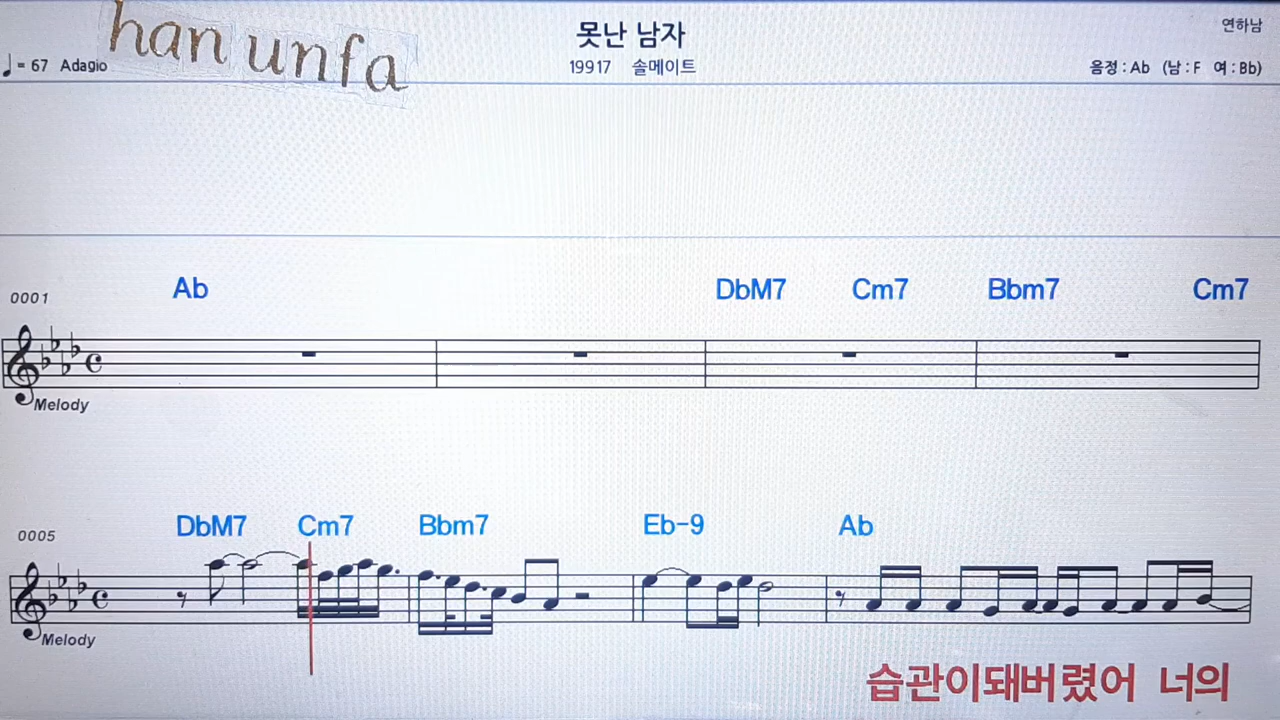 han unfa
못난 남자
연하남
♩= 67 Adagio
19917 솔메이트
음정 : Ab (남 : F 여 : Bb)
0001
Ab DbM7 Cm7 Bbm7 Cm7
Melody
0005
DbM7 Cm7 Bbm7 Eb-9 Ab
Melody
습관이돼버렸어 너의